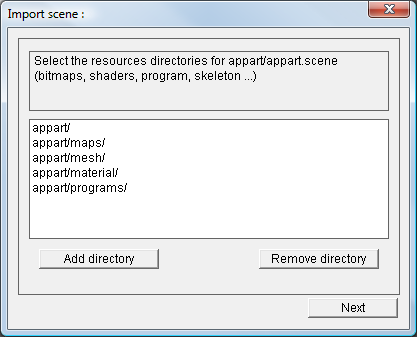 Import scene :
Select the resources directories for appart/appart.scene
(bitmaps, shaders, program, skeleton ...)
appart/
appart/maps/
appart/mesh/
appart/material/
appart/programs/
Add directory
Remove directory
Next